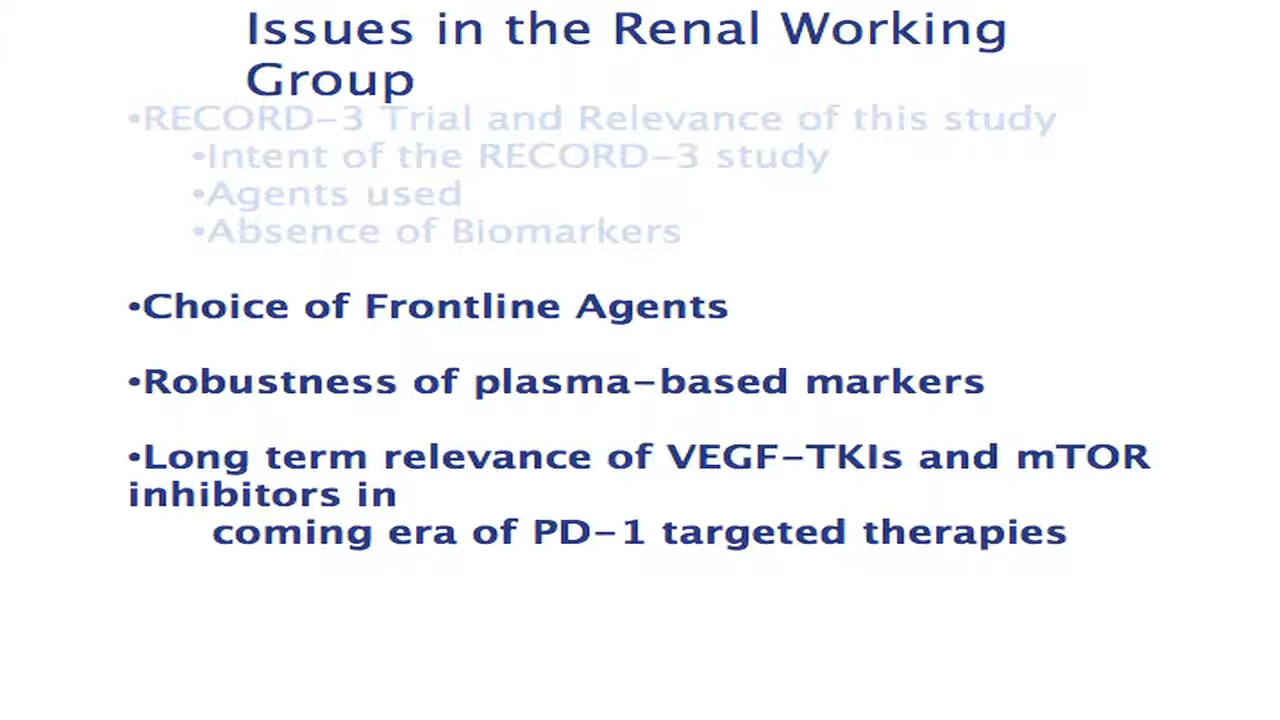 Issues in the Renal Working
Group
•RECORD-3 Trial and Relevance of this study
•Intent of the RECORD-3 study
•Agents used
•Absence of Biomarkers
•Choice of Frontline Agents
•Robustness of plasma-based markers
•Long term relevance of VEGF-TKIs and mTOR
inhibitors in
coming era of PD-1 targeted therapies